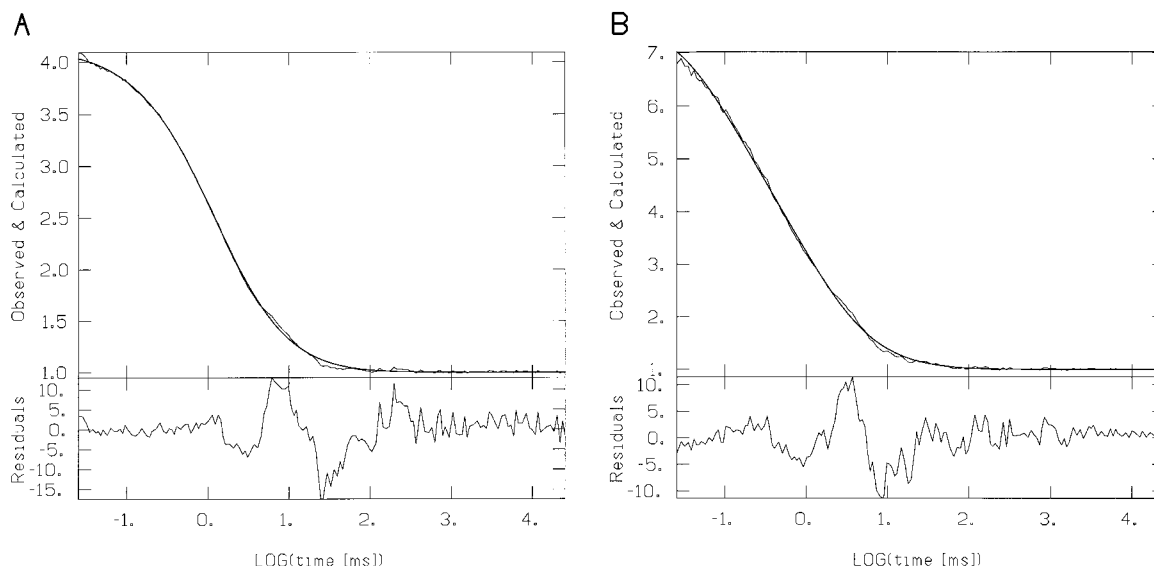 A
Observed & Calculated
4.0
3.5
3.0
2.5
2.0
1.5
1.0
Residuals
10.
5.
0.
-5.
-10.
-15.
-1. 0. 1. 2. 3. 4.
LOG(time [ms])
B
Observed & Calculated
7.
6.
5.
4.
3.
2.
1.
Residuals
10.
5.
0.
-5.
-10.
-1. 0. 1. 2. 3. 4.
LOG(time [ms])